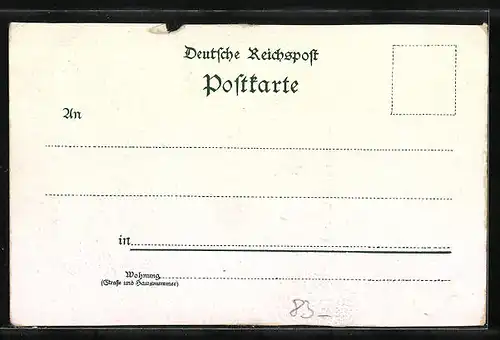 Deutsche Reichspost
Postkarte
An
in
Wohnung
(Straße und Hausnummer)
83-